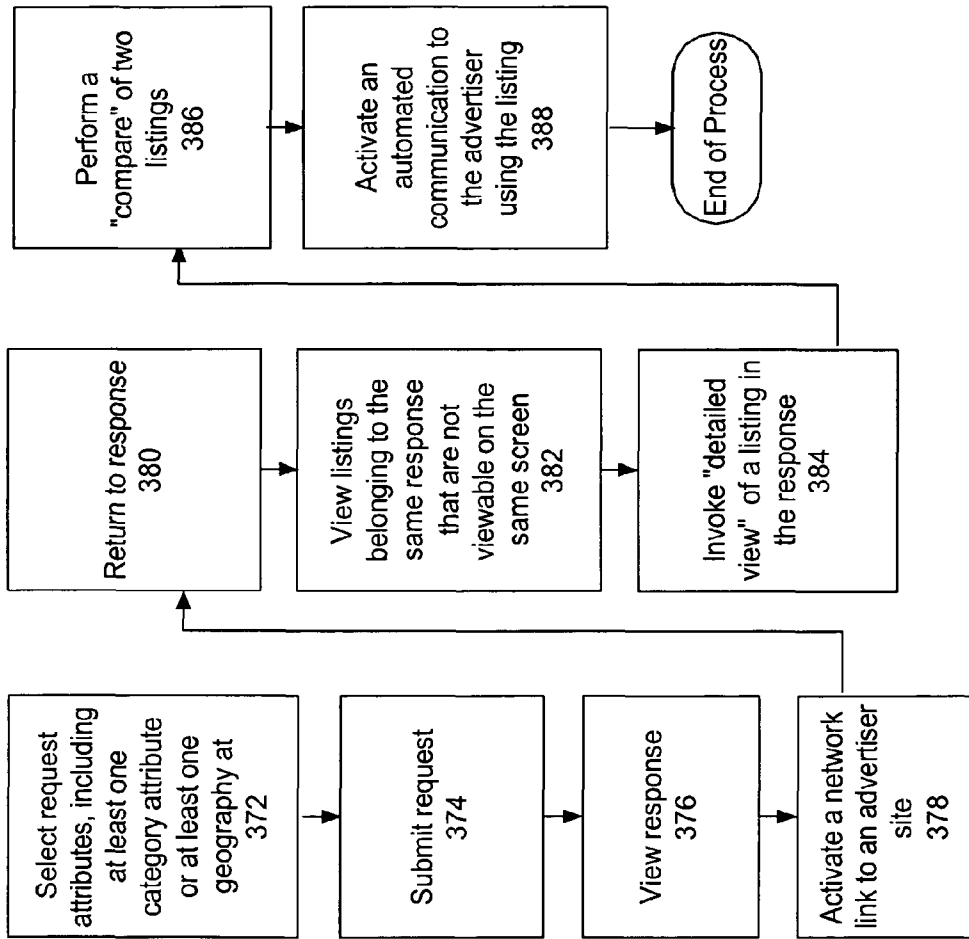 Select request
attributes, including
at least one
category attribute
or at least one
geography at
372
Submit request
374
View response
376
Activate a network
link to an advertiser
site
378
Return to response
380
View listings
belonging to the
same response
that are not
viewable on the
same screen
382
Invoke "detailed
view" of a listing in
the response
384
Perform a
"compare" of two
listings
386
Activate an
automated
communication to
the advertiser
using the listing
388
End of Process